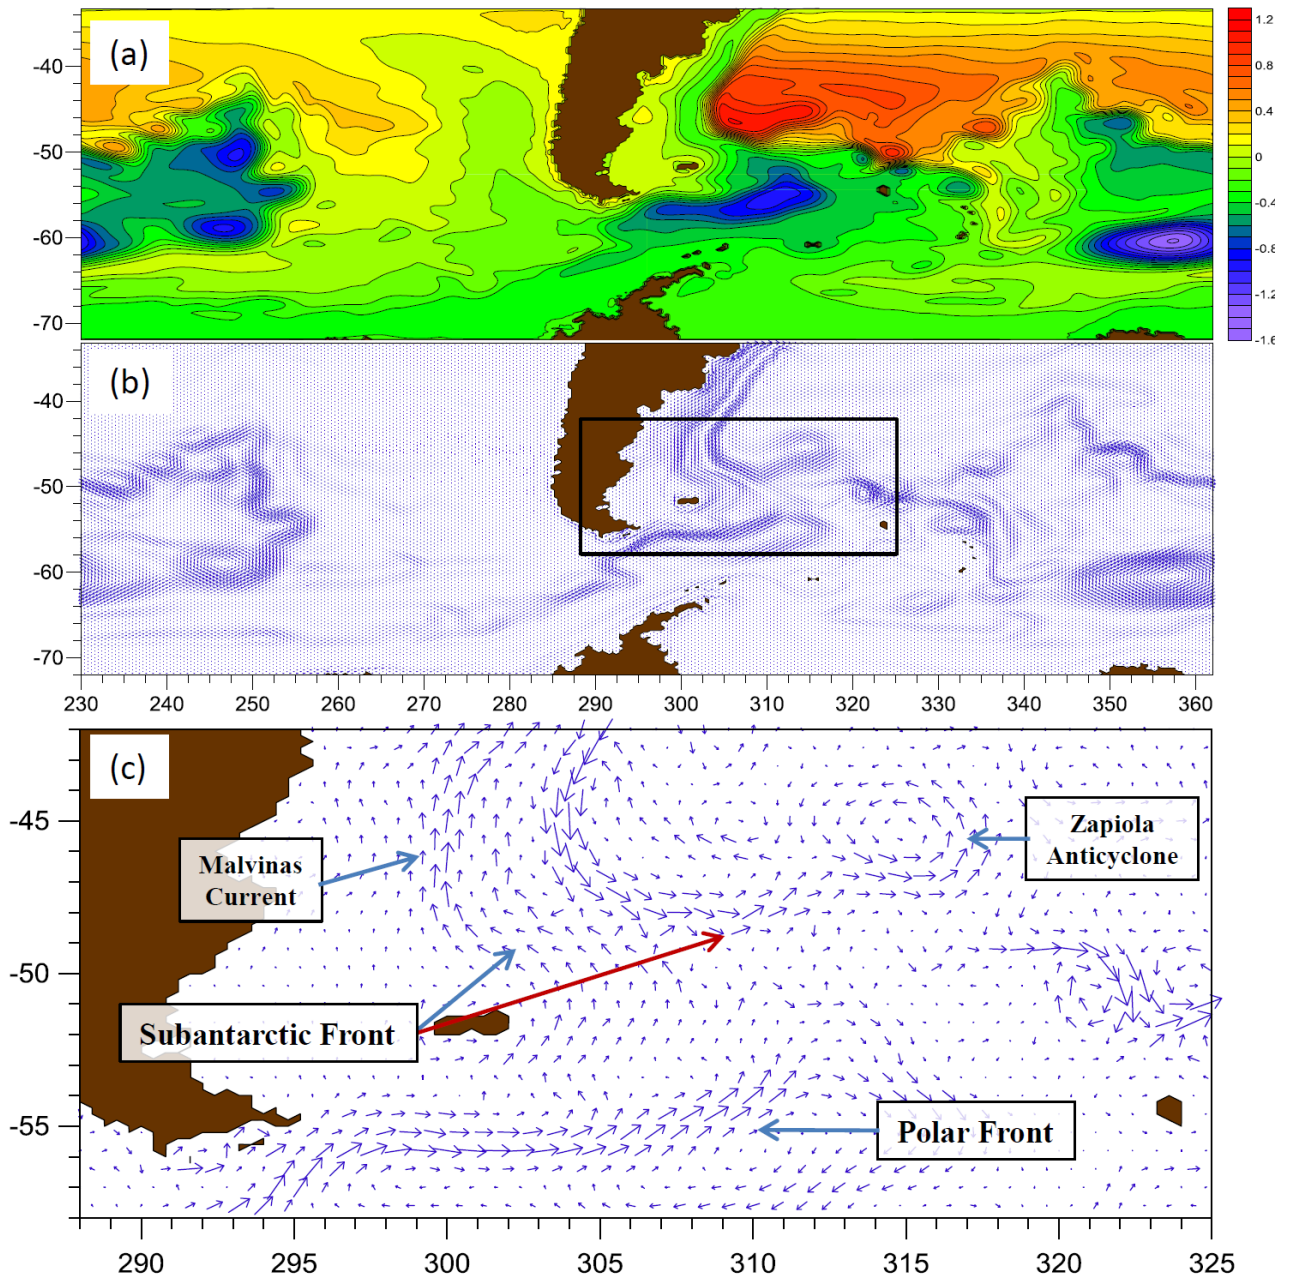 (a)
-40
-50
-60
-70
1.2
0.8
0.4
0
-0.4
-0.8
-1.2
-1.6
(b)
-40
-50
-60
-70
230 240 250 260 270 280 290 300 310 320 330 340 350 360
(c)
-45
-50
-55
Malvinas
Current
Zapiola
Anticyclone
Subantarctic Front
Polar Front
290 295 300 305 310 315 320 325